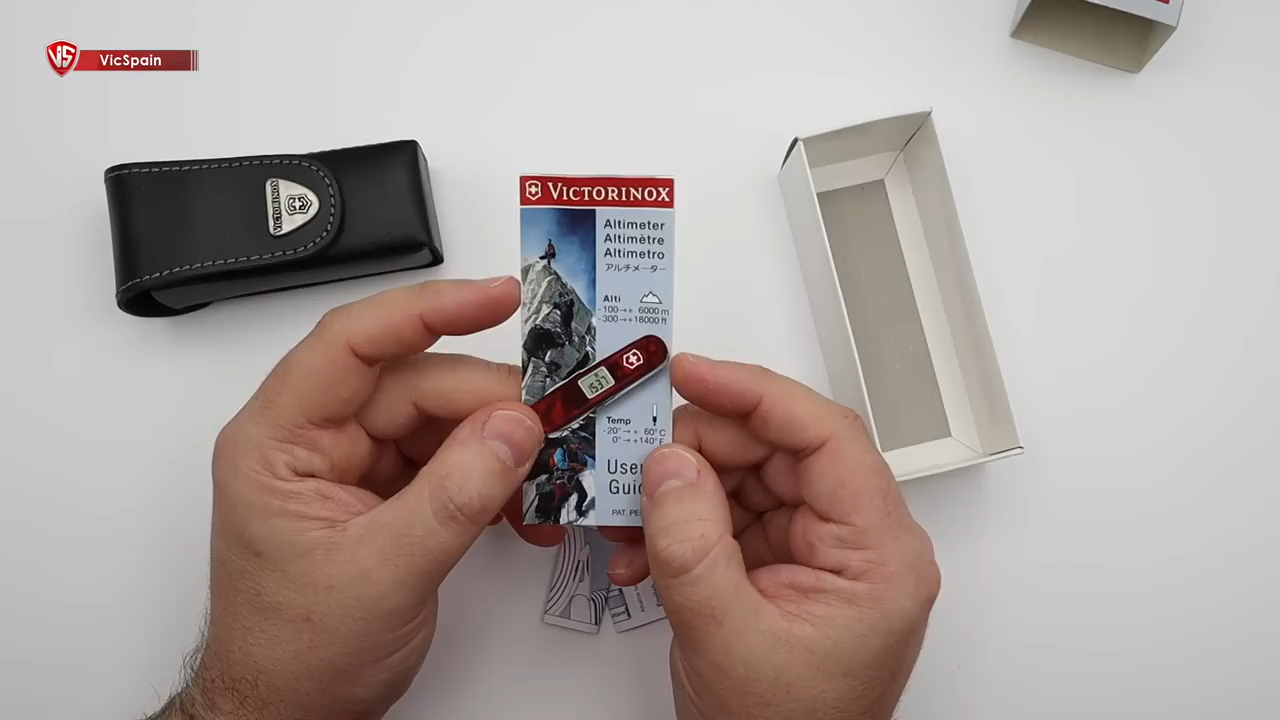 VS
VicSpain
VICTORINOX
VICTORINOX
Altimeter
Altimètre
Altimetro
アルチメーター
Alti
-100→+ 6000 m
-300→+18000 ft
1537
Temp
-20°→+ 60°C
0°→+140°F
User
Guid
PAT. PE